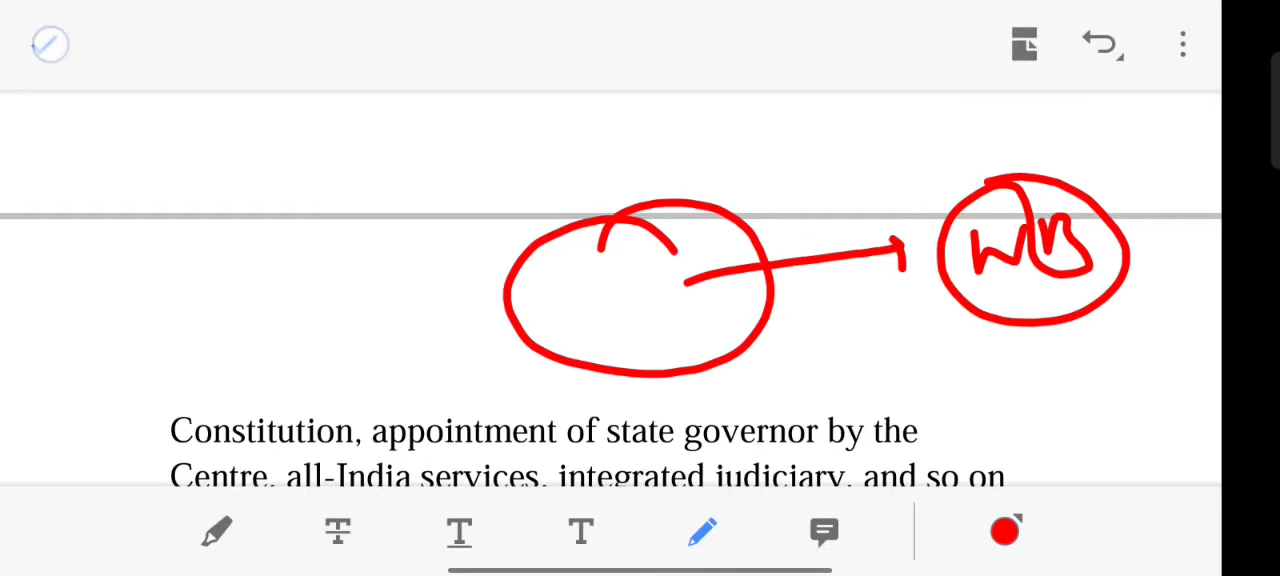 WB
Constitution, appointment of state governor by the
Centre, all-India services, integrated judiciary, and so on